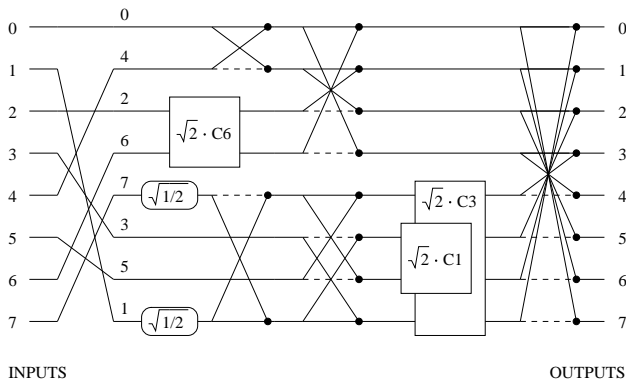 0 0 0
1 4 1
2 2 √2 · C6 2
3 6 3
4 7 √1/2 √2 · C3 4
5 3 √2 · C1 5
6 5 6
7 1 √1/2 7
INPUTS OUTPUTS